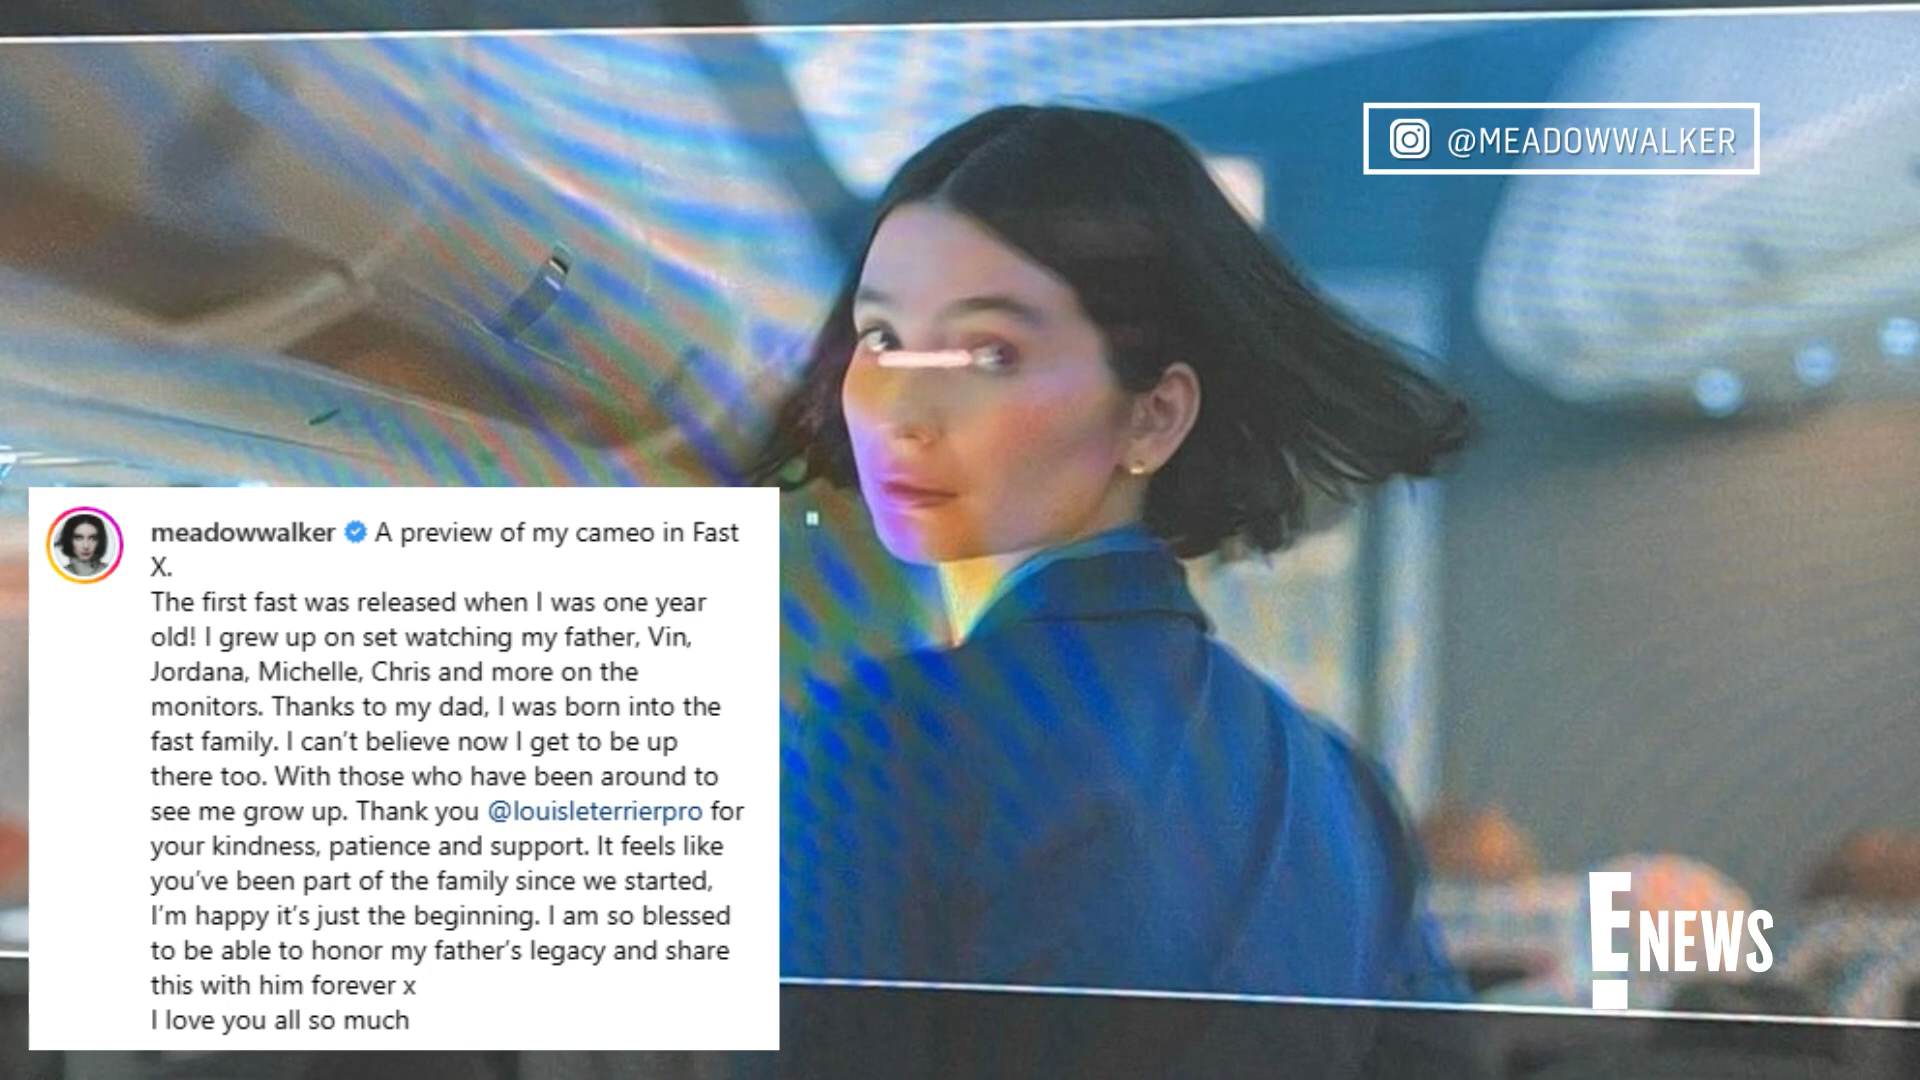 @MEADOWWALKER
meadowwalker A preview of my cameo in Fast
X.
The first fast was released when I was one year
old! I grew up on set watching my father, Vin,
Jordana, Michelle, Chris and more on the
monitors. Thanks to my dad, I was born into the
fast family. I can’t believe now I get to be up
there too. With those who have been around to
see me grow up. Thank you @louisleterrierpro for
your kindness, patience and support. It feels like
you’ve been part of the family since we started,
I’m happy it’s just the beginning. I am so blessed
to be able to honor my father’s legacy and share
this with him forever x
I love you all so much
E! NEWS